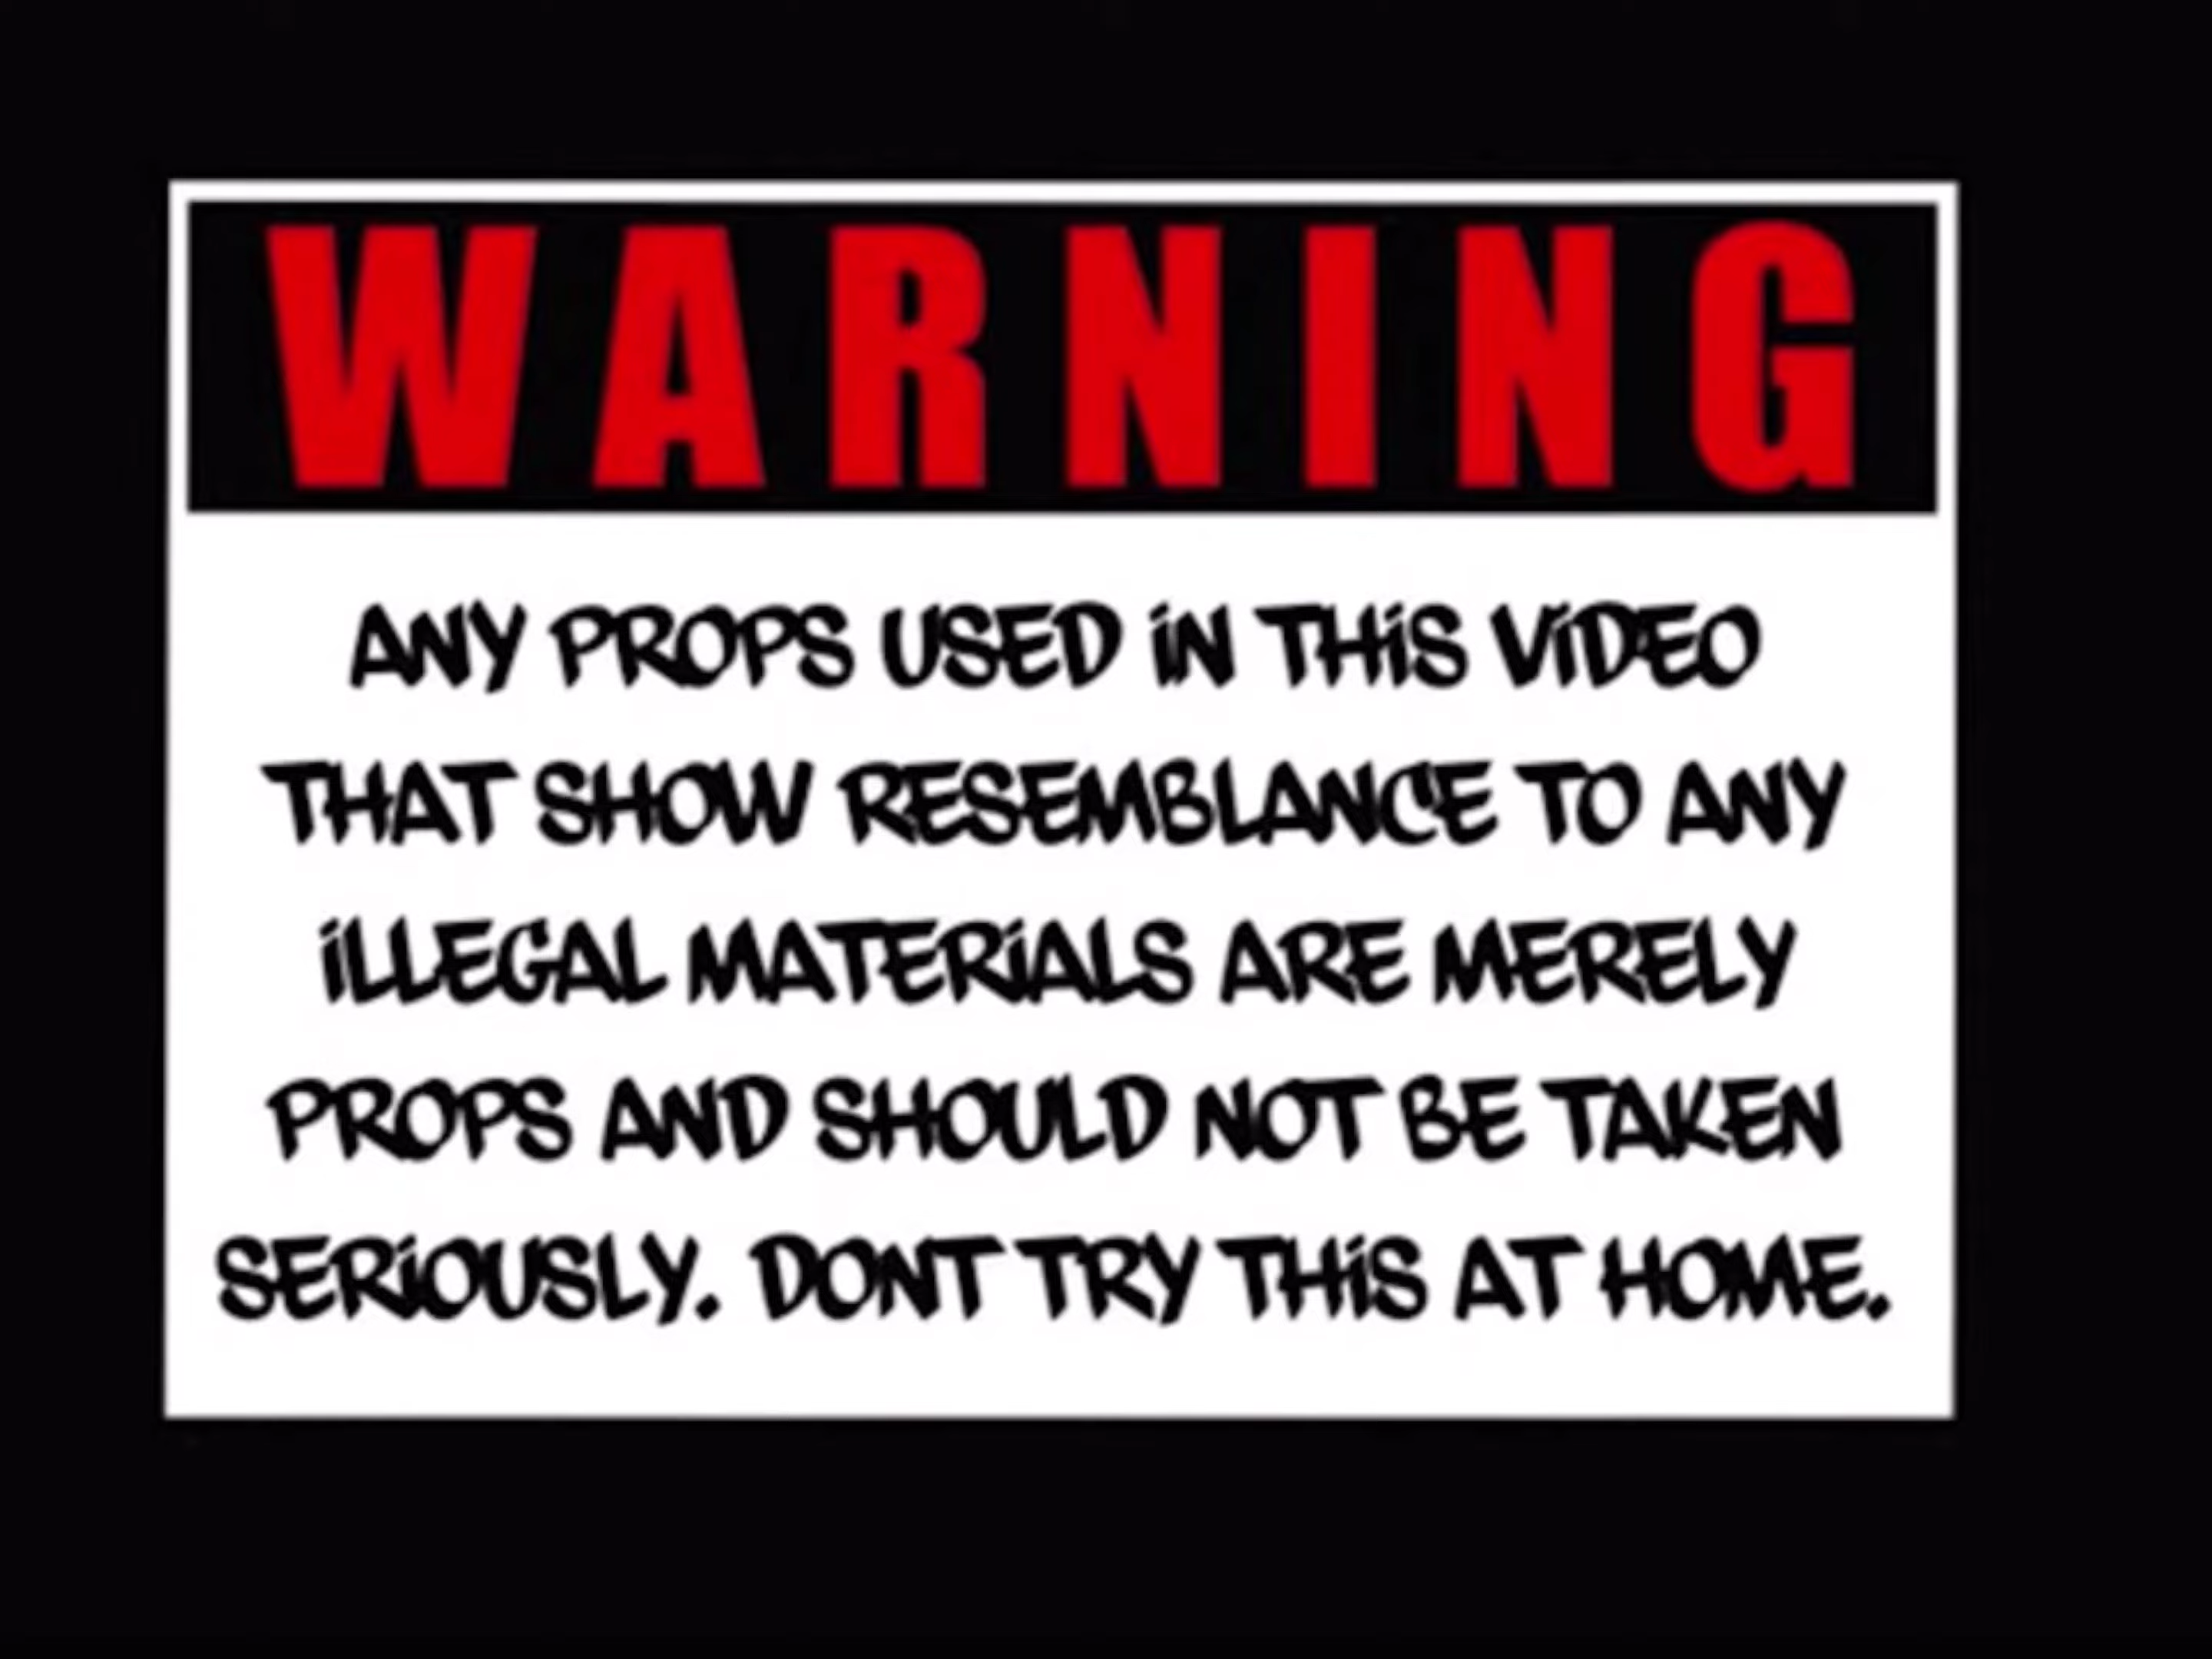 WARNING
ANY PROPS USED iN THiS ViDEO
THAT SHOW RESEMBLANCE TO ANY
iLLEGAL MATERiALS ARE MERELY
PROPS AND SHOULD NOT BE TAKEN
SERiOUSLY. DONT TRY THiS AT HOME.